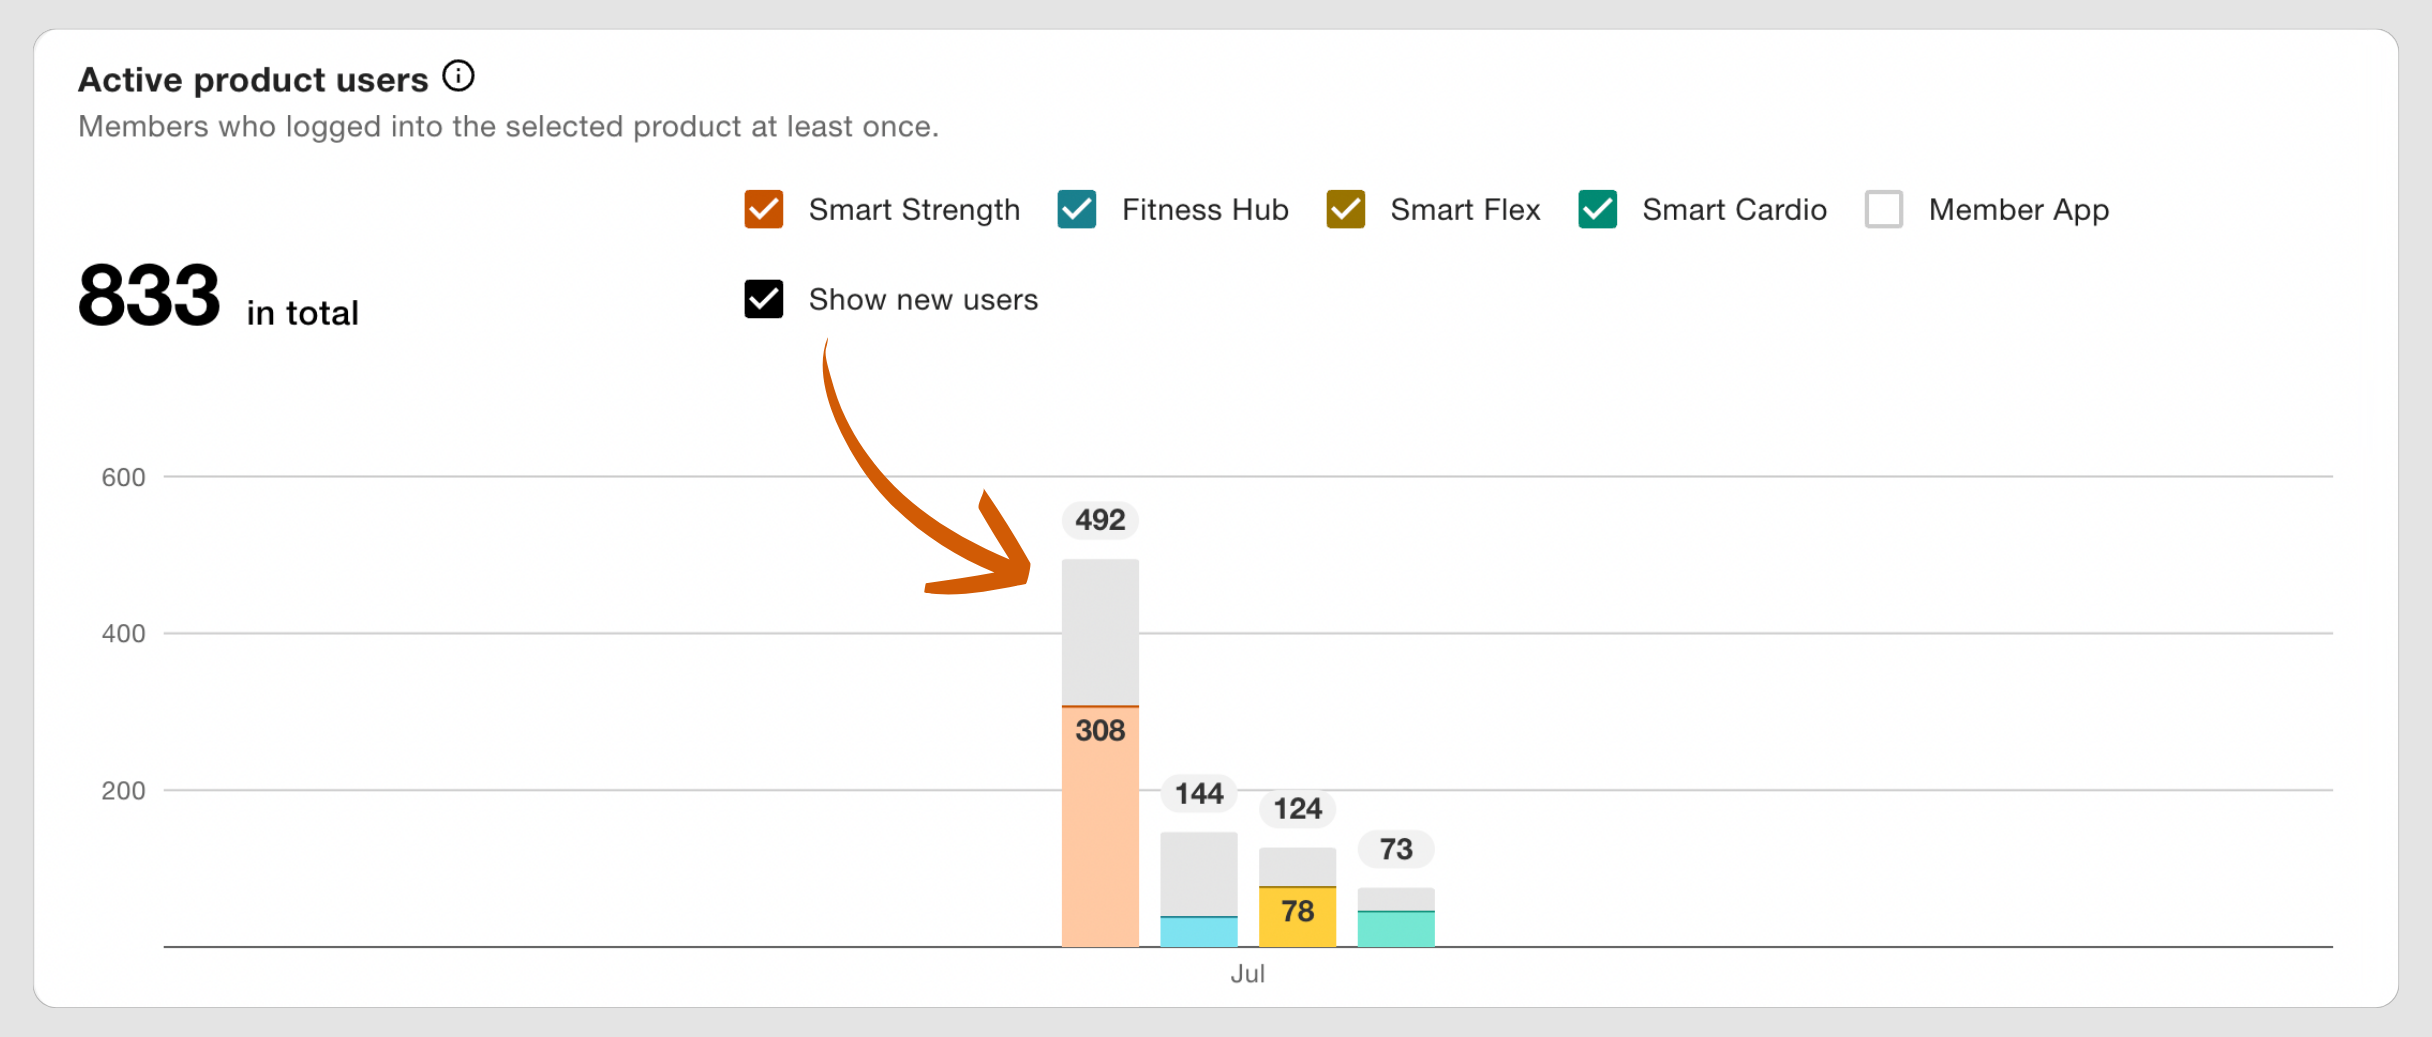 Active product users
Members who logged into the selected product at least once.
Smart Strength Fitness Hub Smart Flex Smart Cardio Member App
833 in total
Show new users
600
492
400
308
200
144
124
73
78
Jul